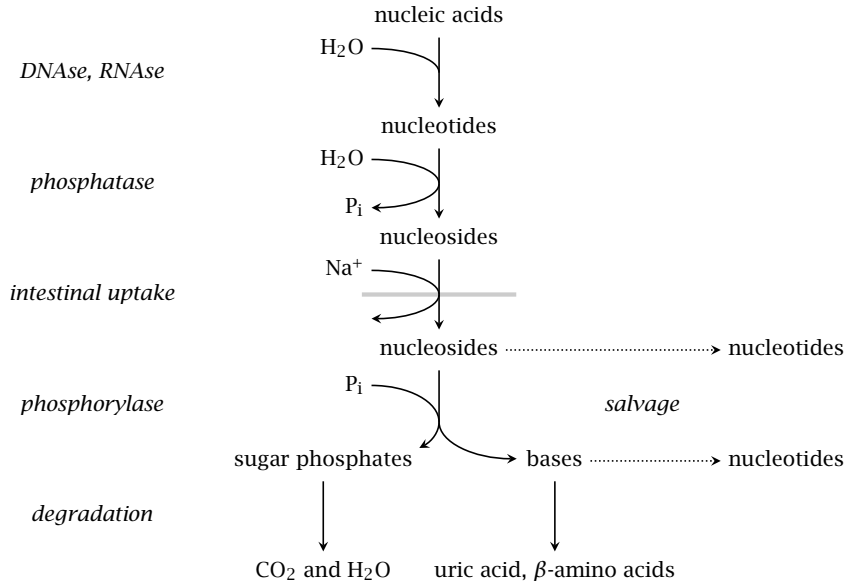 nucleic acids
H₂O
DNAse, RNAse
nucleotides
H₂O
phosphatase
Pᵢ
nucleosides
Na⁺
intestinal uptake
nucleosides nucleotides
Pᵢ
phosphorylase salvage
sugar phosphates bases nucleotides
degradation
CO₂ and H₂O uric acid, β-amino acids